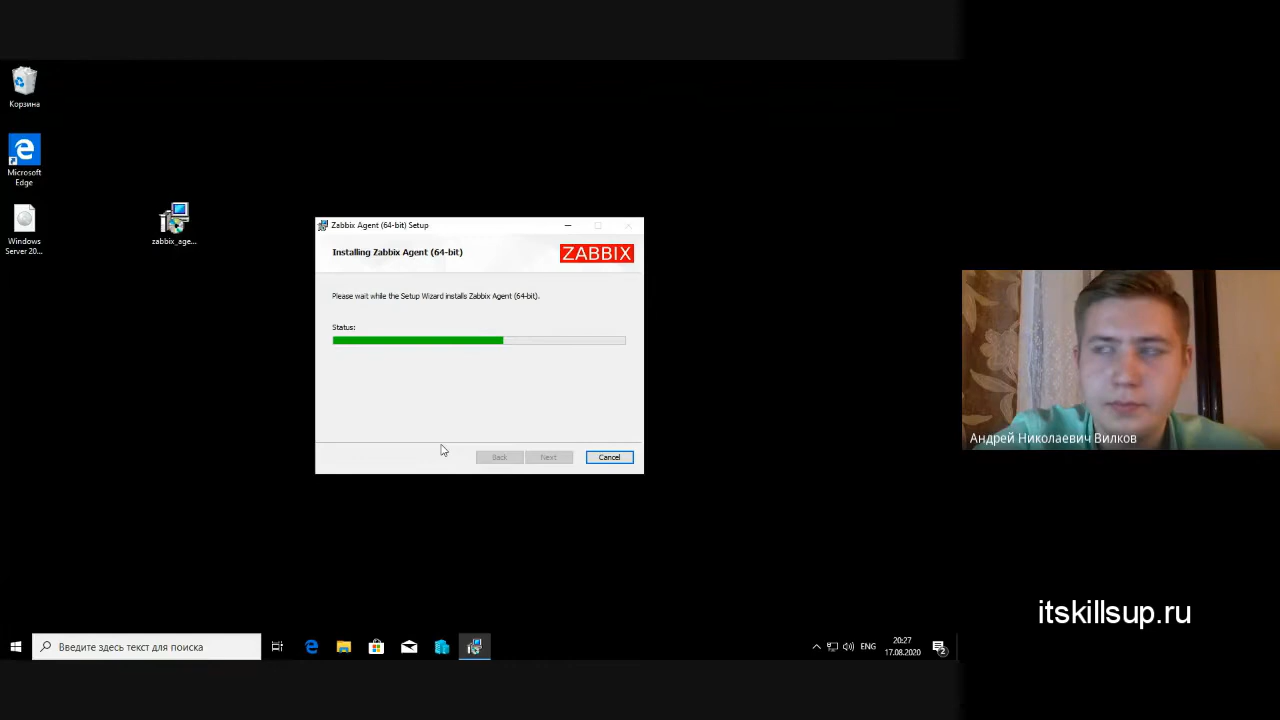 Корзина
Microsoft
Edge
Windows
Server 20...
zabbix_age...
Zabbix Agent (64-bit) Setup
Installing Zabbix Agent (64-bit)
ZABBIX
Please wait while the Setup Wizard installs Zabbix Agent (64-bit).
Status:
Back
Next
Cancel
Андрей Николаевич Вилков
itskillsup.ru
Введите здесь текст для поиска
ENG
20:27
17.08.2020
2